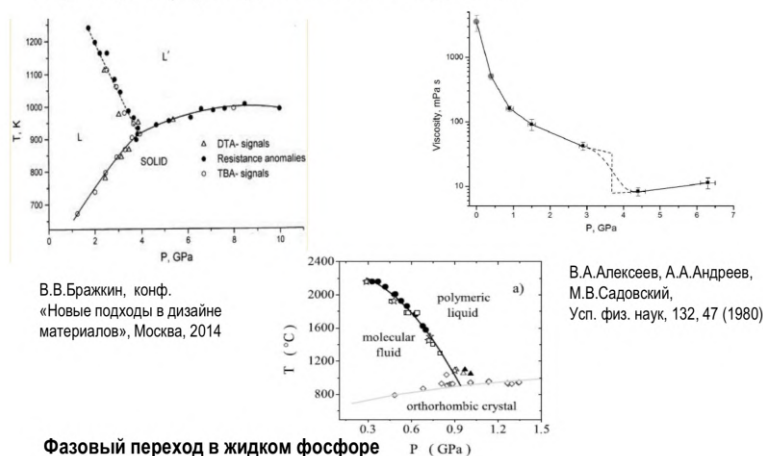 1200
1100
1000
900
800
700
T, K
L'
L
SOLID
DTA- signals
Resistance anomalies
TBA- signals
2
4
6
8
10
P, GPa
1000
100
10
Viscosity, mPa s
0
1
2
3
4
5
6
7
P, GPa
В.В.Бражкин, конф.
«Новые подходы в дизайне
материалов», Москва, 2014
2400
2000
1600
1200
800
T ( °C )
a)
polymeric
liquid
molecular
fluid
orthorhombic crystal
0.3
0.6
0.9
1.2
1.5
P ( GPa )
В.А.Алексеев, А.А.Андреев,
М.В.Садовский,
Усп. физ. наук, 132, 47 (1980)
Фазовый переход в жидком фосфоре